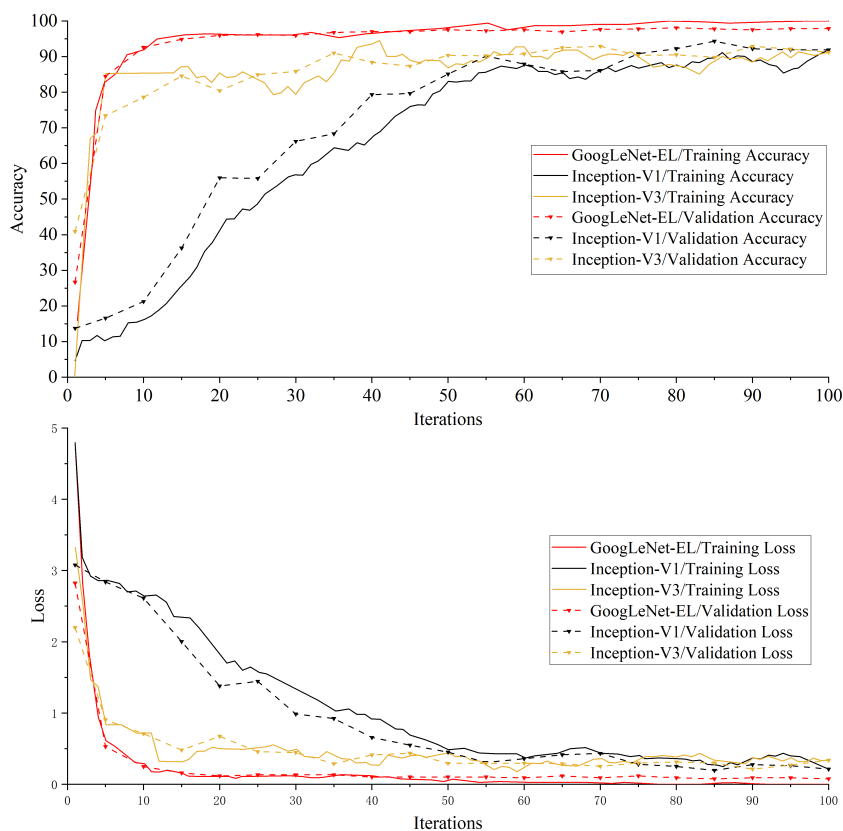 100
90
80
70
60
50
40
30
20
10
0
Accuracy
GoogLeNet-EL/Training Accuracy
Inception-V1/Training Accuracy
Inception-V3/Training Accuracy
GoogLeNet-EL/Validation Accuracy
Inception-V1/Validation Accuracy
Inception-V3/Validation Accuracy
0 10 20 30 40 50 60 70 80 90 100
Iterations
5
4
3
2
1
0
Loss
GoogLeNet-EL/Training Loss
Inception-V1/Training Loss
Inception-V3/Training Loss
GoogLeNet-EL/Validation Loss
Inception-V1/Validation Loss
Inception-V3/Validation Loss
0 10 20 30 40 50 60 70 80 90 100
Iterations